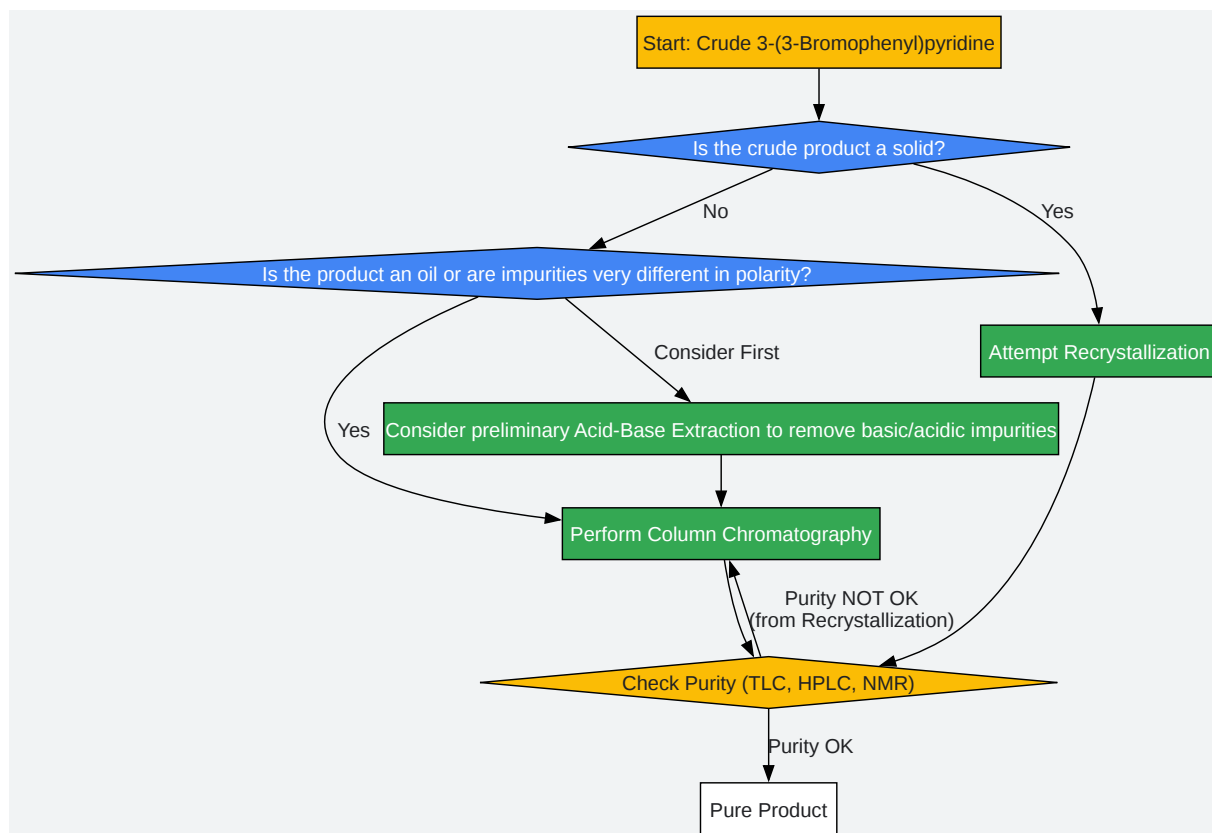 Start: Crude 3-(3-Bromophenyl)pyridine
Is the crude product a solid?
No
Yes
Is the product an oil or are impurities very different in polarity?
Attempt Recrystallization
Consider First
Consider preliminary Acid-Base Extraction to remove basic/acidic impurities
Yes
Perform Column Chromatography
Purity NOT OK
(from Recrystallization)
Check Purity (TLC, HPLC, NMR)
Purity OK
Pure Product